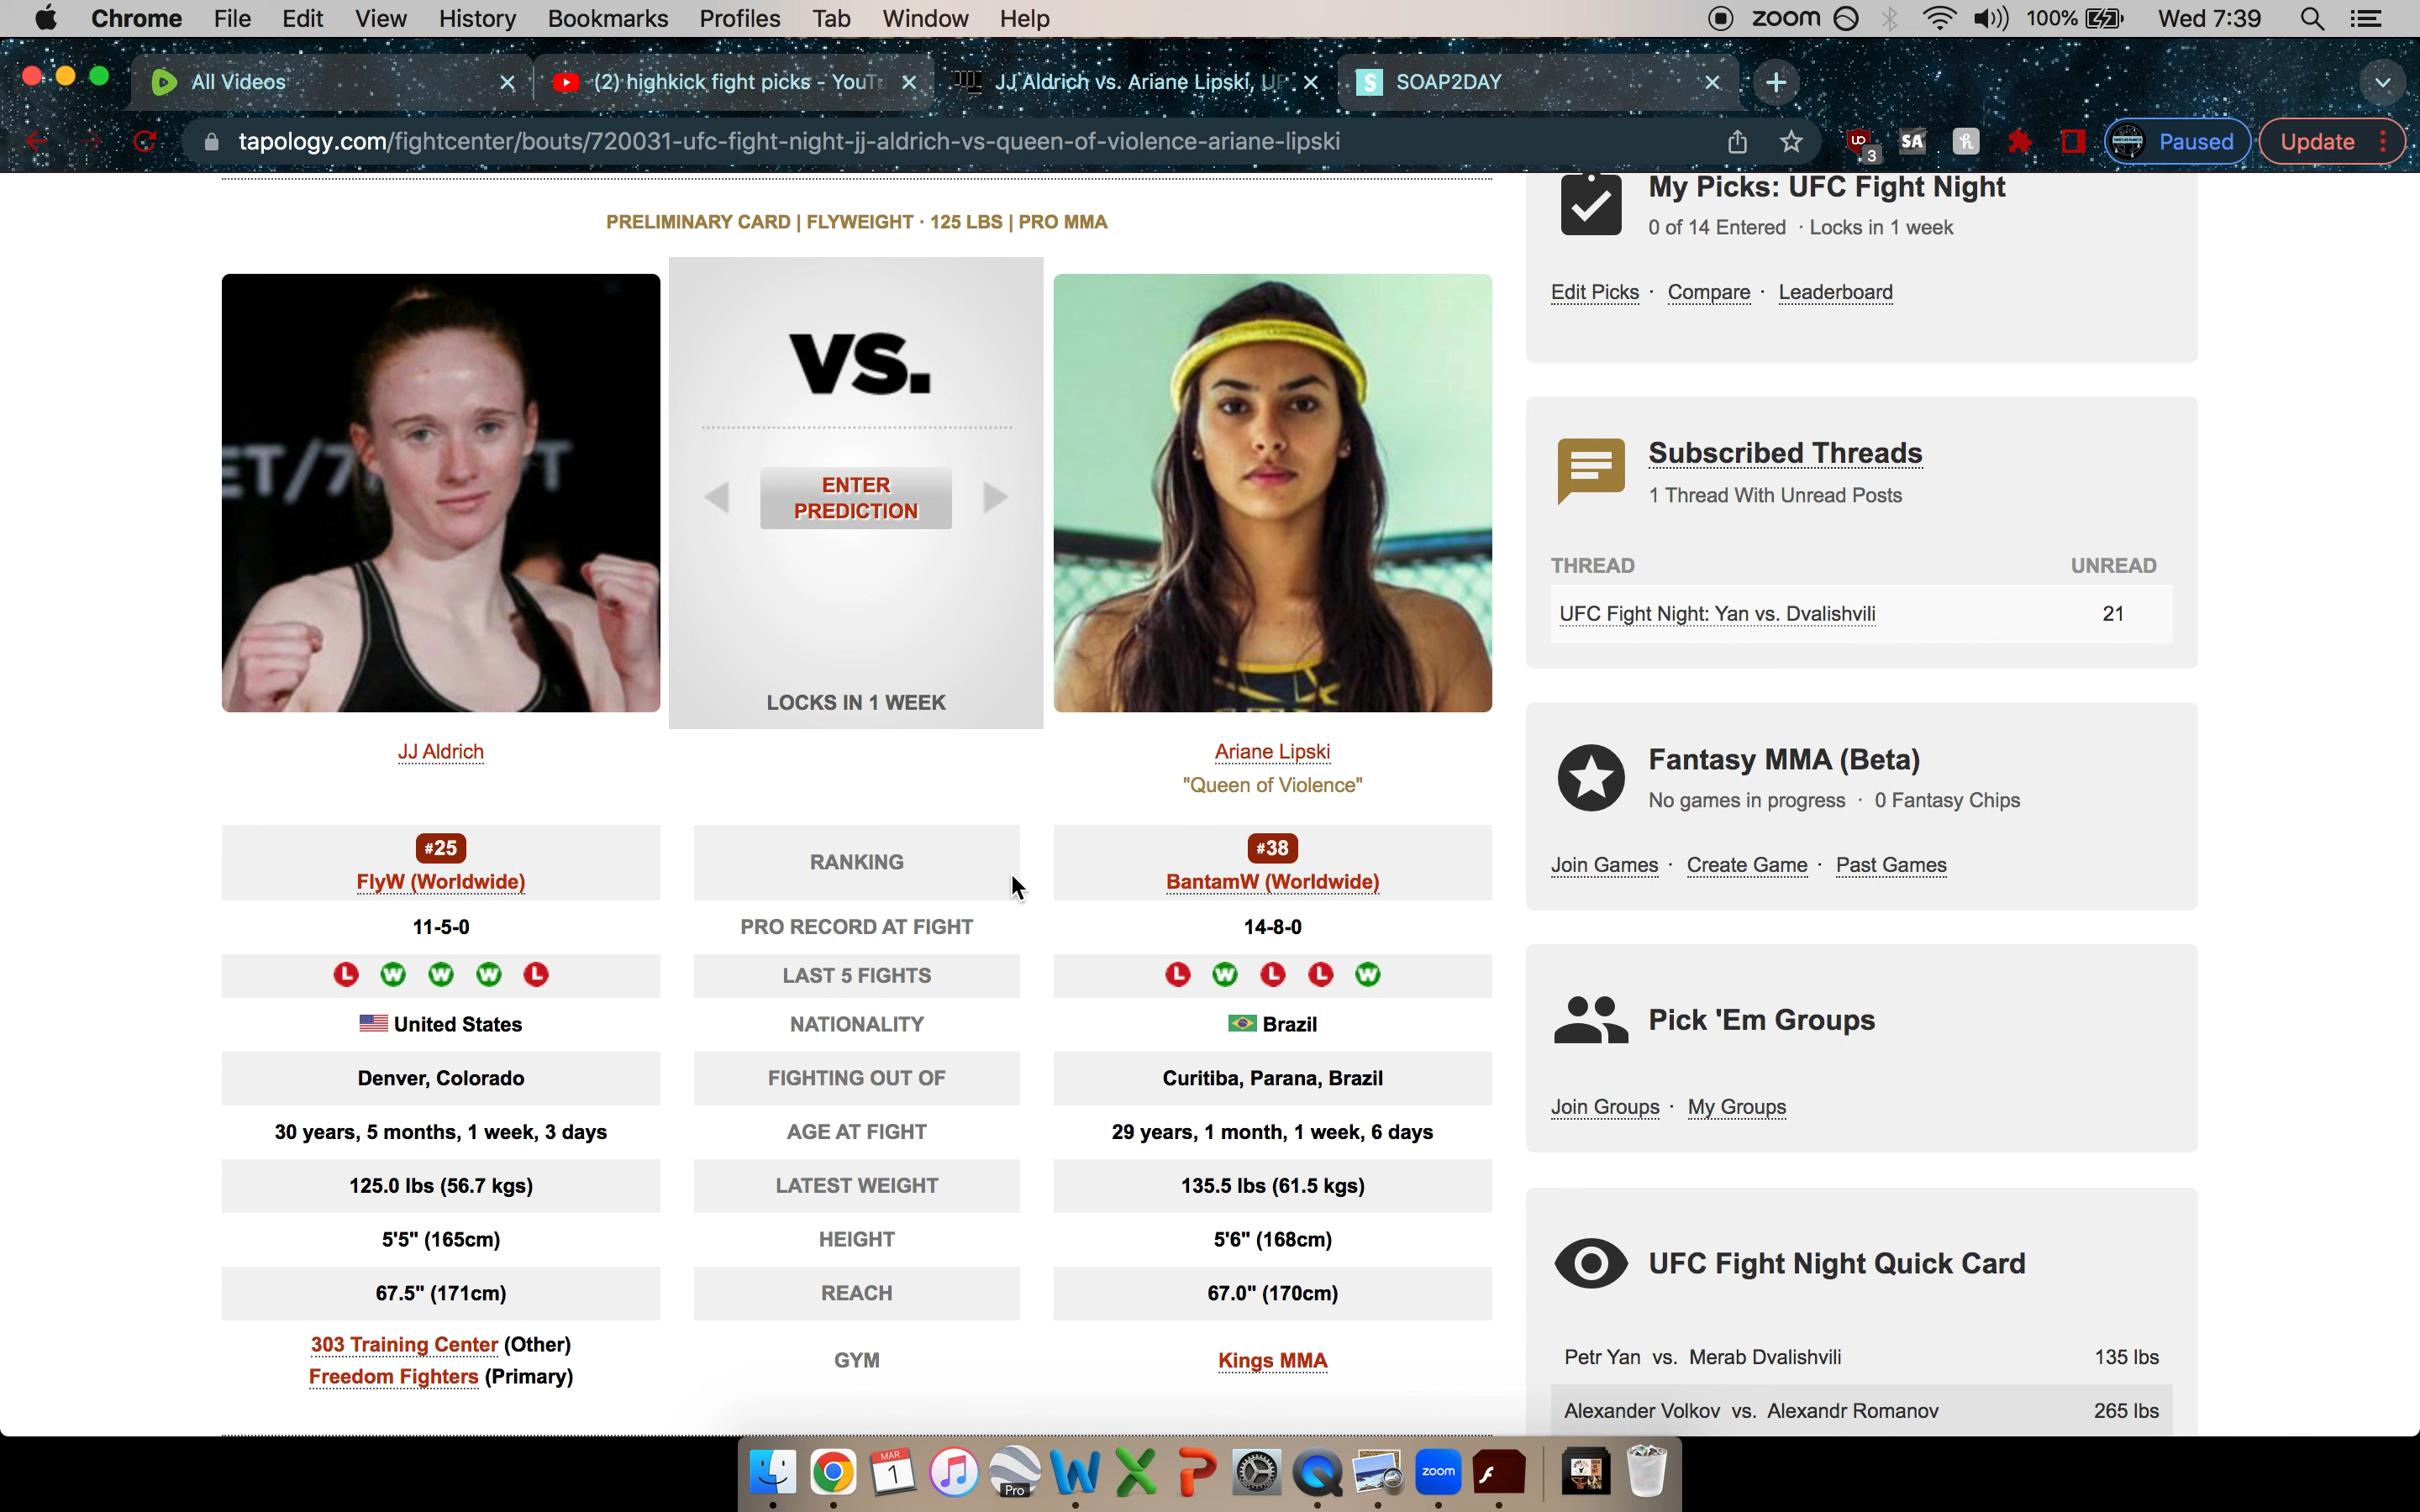 Chrome File Edit View History Bookmarks Profiles Tab Window Help zoom 100% Wed 7:39
All Videos (2) highkick fight picks - YouTu JJ Aldrich vs. Ariane Lipski, UF SOAP2DAY
tapology.com/fightcenter/bouts/720031-ufc-fight-night-jj-aldrich-vs-queen-of-violence-ariane-lipski 3 SA Paused Update
PRELIMINARY CARD | FLYWEIGHT · 125 LBS | PRO MMA
VS.
ENTER
PREDICTION
LOCKS IN 1 WEEK
JJ Aldrich Ariane Lipski
"Queen of Violence"
#25 RANKING #38
FlyW (Worldwide) BantamW (Worldwide)
11-5-0 PRO RECORD AT FIGHT 14-8-0
L W W W L LAST 5 FIGHTS L W L L W
United States NATIONALITY Brazil
Denver, Colorado FIGHTING OUT OF Curitiba, Parana, Brazil
30 years, 5 months, 1 week, 3 days AGE AT FIGHT 29 years, 1 month, 1 week, 6 days
125.0 lbs (56.7 kgs) LATEST WEIGHT 135.5 lbs (61.5 kgs)
5'5" (165cm) HEIGHT 5'6" (168cm)
67.5" (171cm) REACH 67.0" (170cm)
303 Training Center (Other)
Freedom Fighters (Primary) GYM Kings MMA
My Picks: UFC Fight Night
0 of 14 Entered · Locks in 1 week
Edit Picks · Compare · Leaderboard
Subscribed Threads
1 Thread With Unread Posts
THREAD UNREAD
UFC Fight Night: Yan vs. Dvalishvili 21
Fantasy MMA (Beta)
No games in progress · 0 Fantasy Chips
Join Games · Create Game · Past Games
Pick 'Em Groups
Join Groups · My Groups
UFC Fight Night Quick Card
Petr Yan vs. Merab Dvalishvili 135 lbs
Alexander Volkov vs. Alexandr Romanov 265 lbs
MAR
1
Pro
zoom